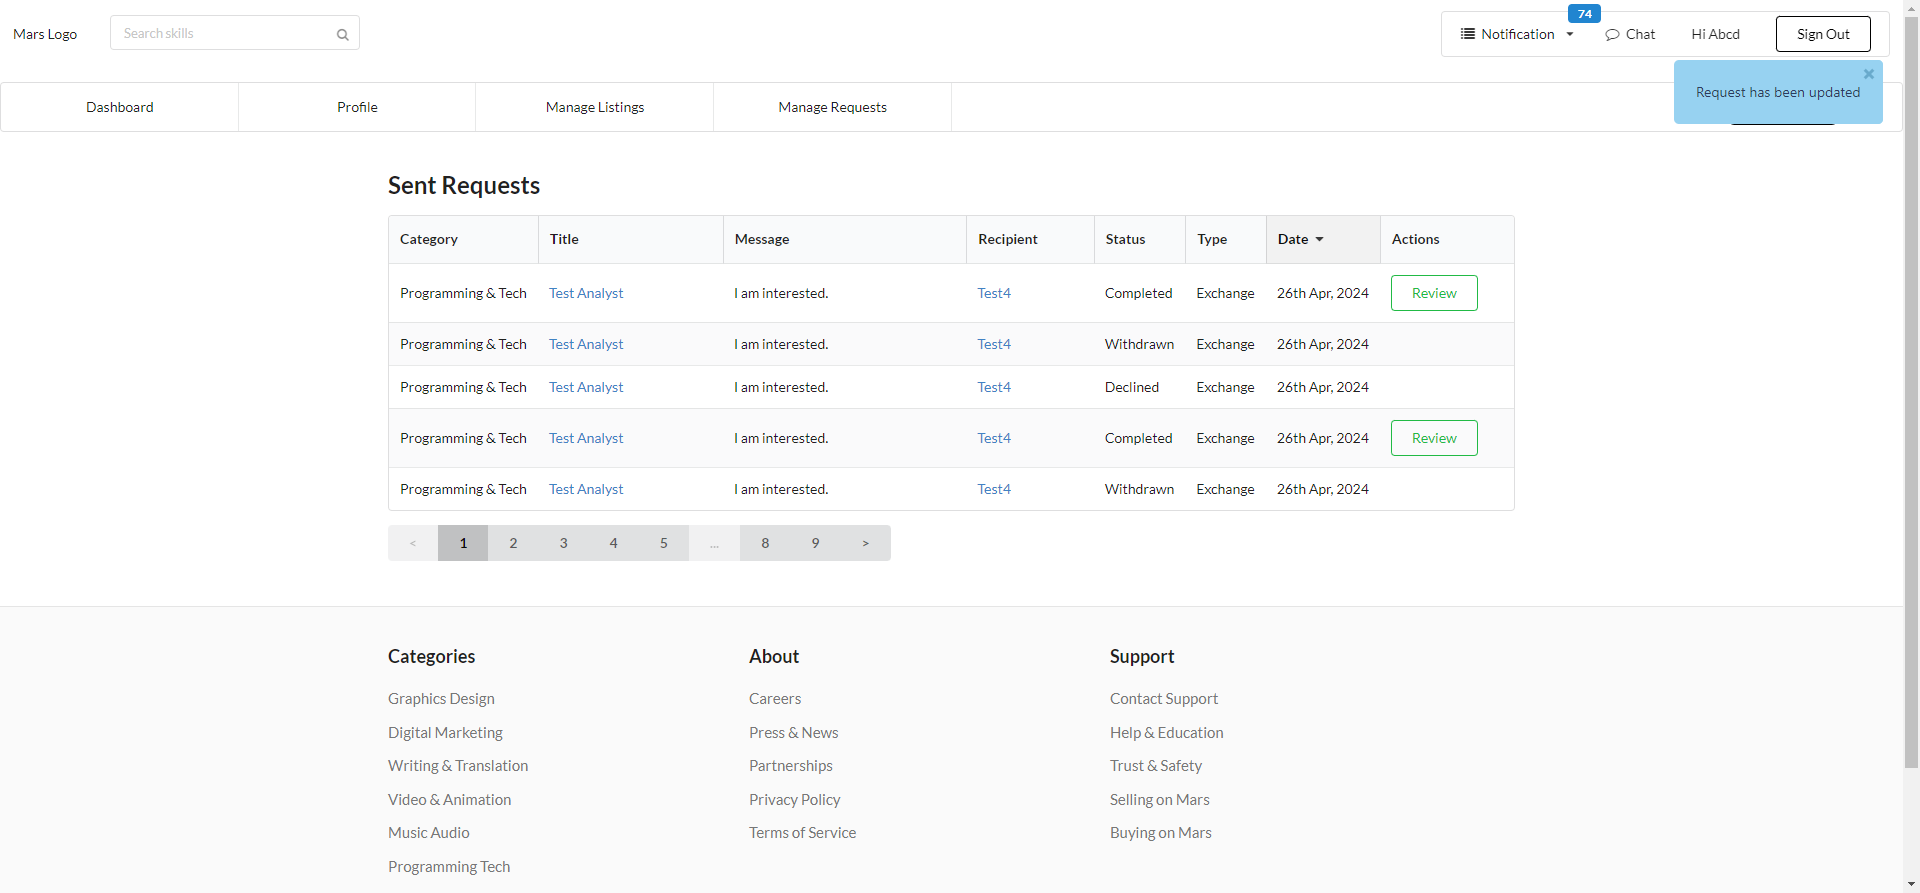 74
Mars Logo
Search skills
Notification
Chat
Hi Abcd
Sign Out
Request has been updated
Dashboard
Profile
Manage Listings
Manage Requests
Sent Requests
Category Title Message Recipient Status Type Date Actions
Programming & Tech Test Analyst I am interested. Test4 Completed Exchange 26th Apr, 2024 Review
Programming & Tech Test Analyst I am interested. Test4 Withdrawn Exchange 26th Apr, 2024
Programming & Tech Test Analyst I am interested. Test4 Declined Exchange 26th Apr, 2024
Programming & Tech Test Analyst I am interested. Test4 Completed Exchange 26th Apr, 2024 Review
Programming & Tech Test Analyst I am interested. Test4 Withdrawn Exchange 26th Apr, 2024
< 1 2 3 4 5 ... 8 9 >
Categories
Graphics Design
Digital Marketing
Writing & Translation
Video & Animation
Music Audio
Programming Tech
About
Careers
Press & News
Partnerships
Privacy Policy
Terms of Service
Support
Contact Support
Help & Education
Trust & Safety
Selling on Mars
Buying on Mars